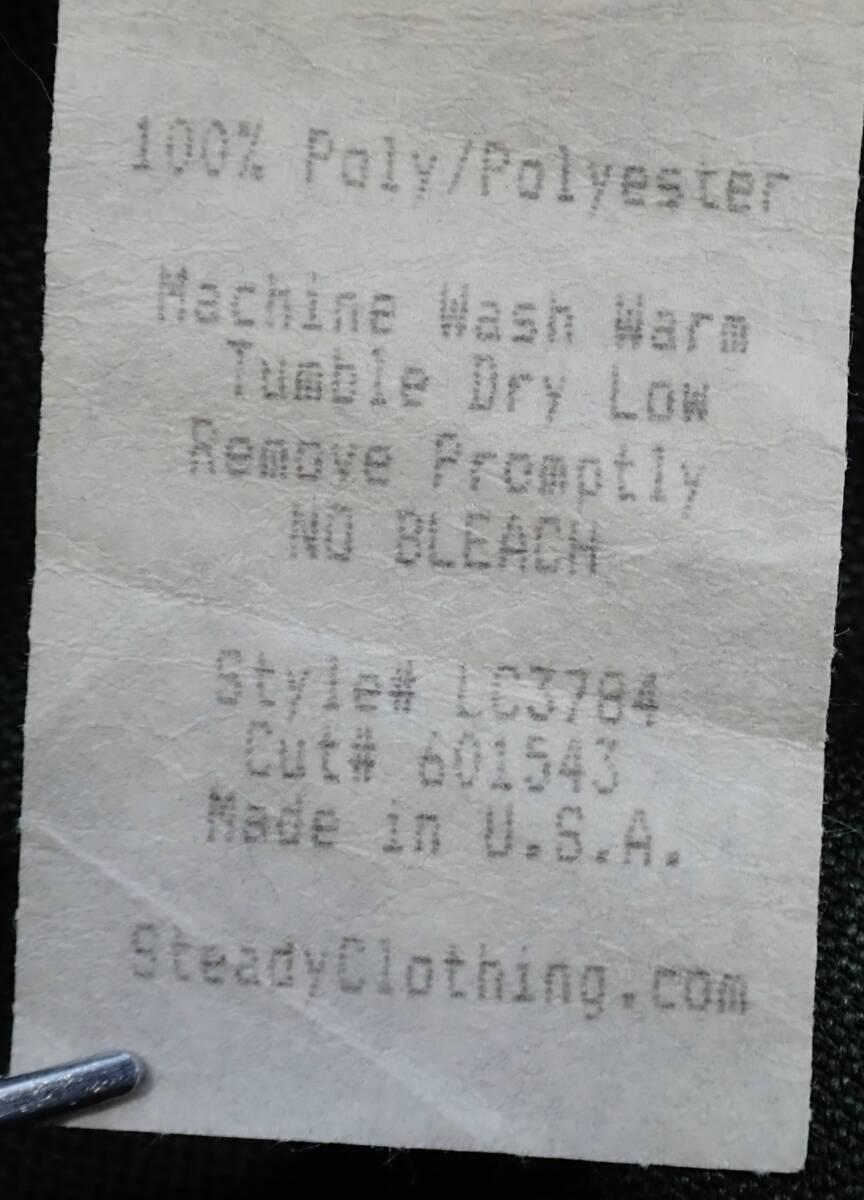 100% Poly/Polyester
Machine Wash Warm
Tumble Dry Low
Remove Promptly
NO BLEACH
Style# LC3784
Cut# 601543
Made in U.S.A.
SteadyClothing.com